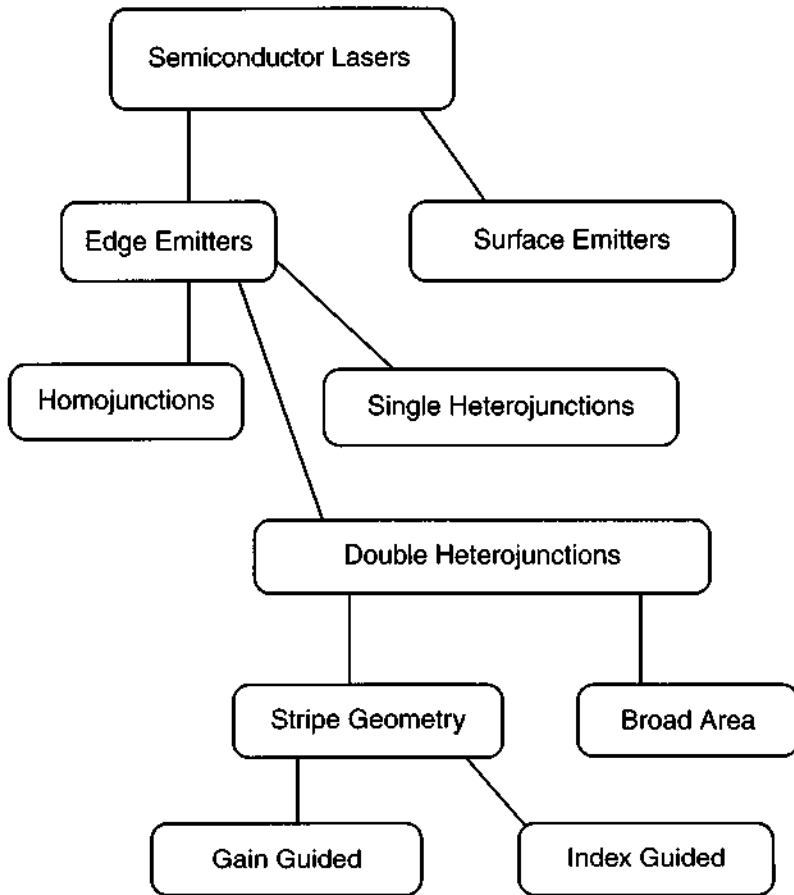 Semiconductor Lasers
Edge Emitters
Surface Emitters
Homojunctions
Single Heterojunctions
Double Heterojunctions
Stripe Geometry
Broad Area
Gain Guided
Index Guided